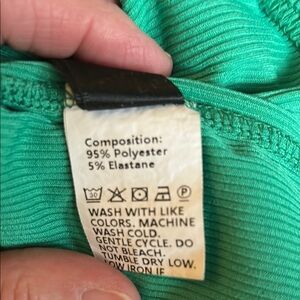 Composition:
95% Polyester
5% Elastane
30 P
WASH WITH LIKE
COLORS. MACHINE
WASH COLD.
GENTLE CYCLE. DO
NOT BLEACH.
TUMBLE DRY LOW.
LOW IRON IF